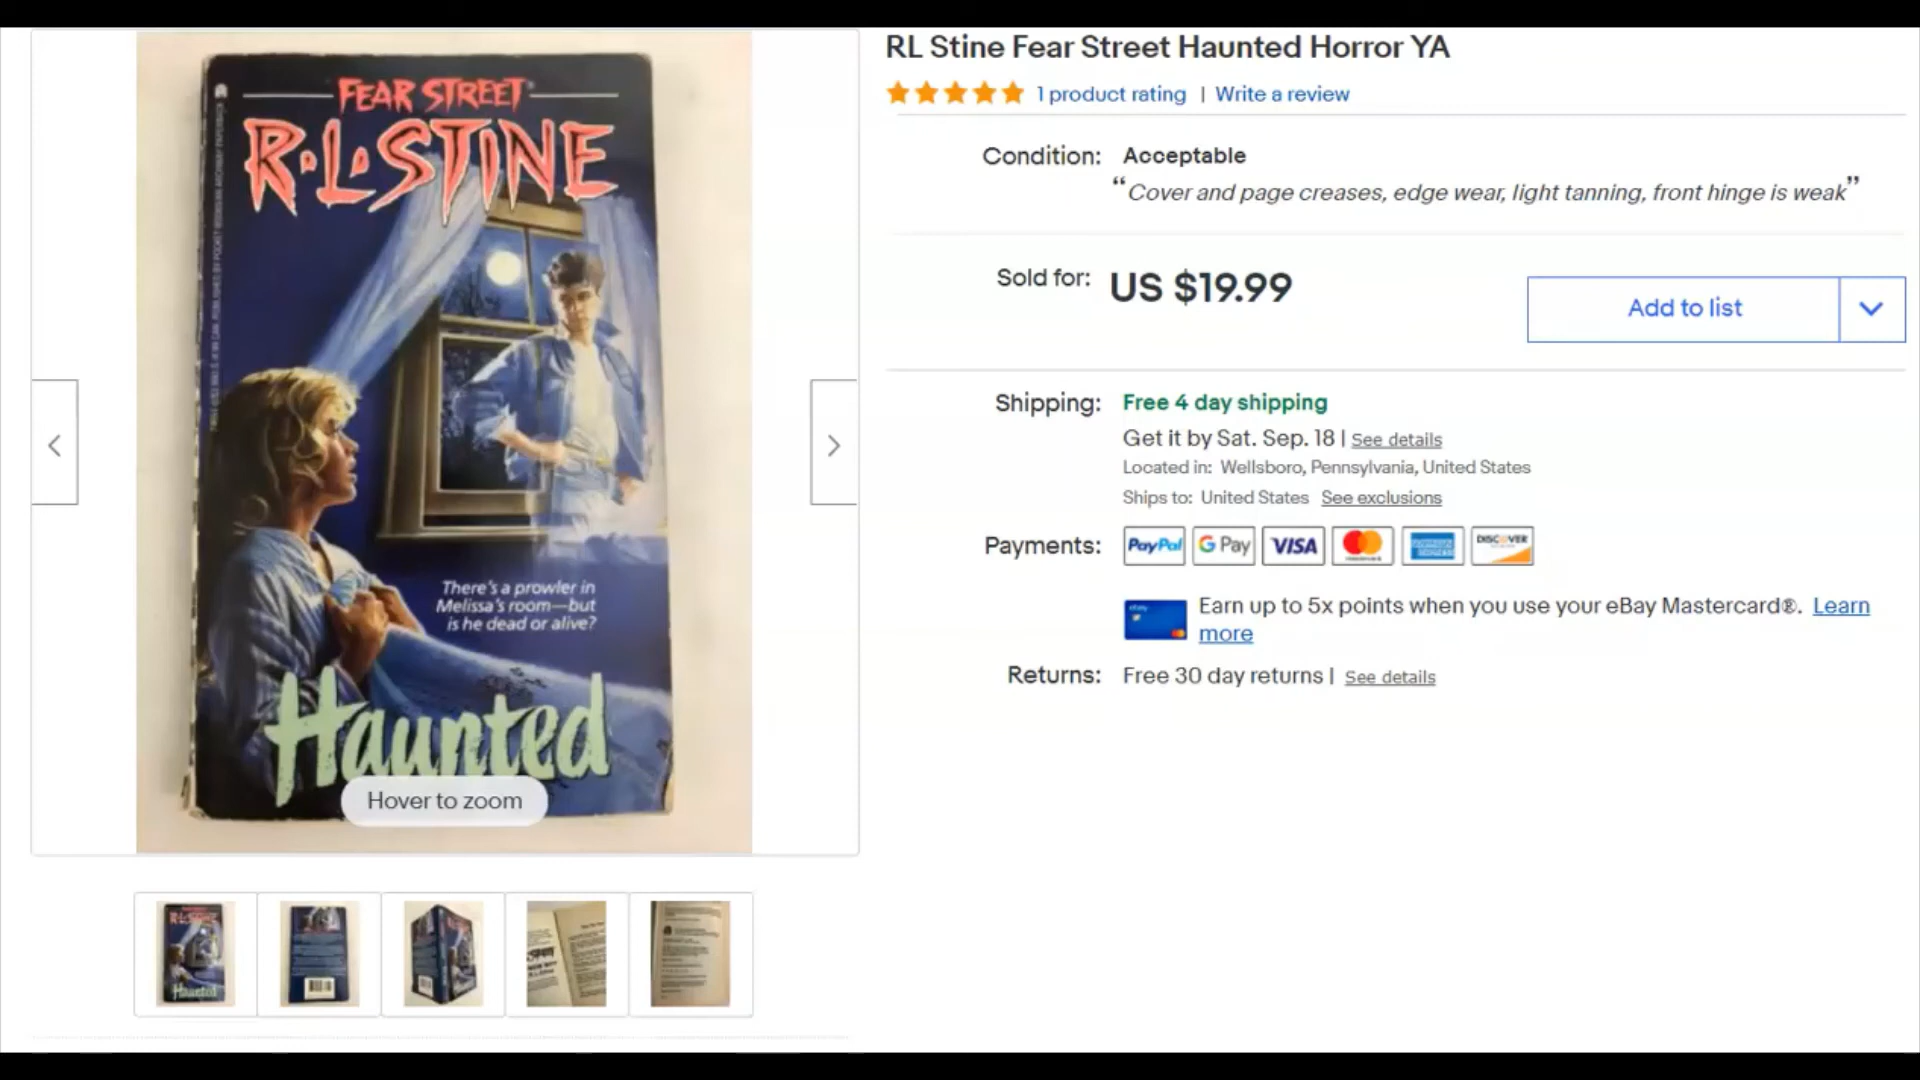 FEAR STREET
R·L·STINE
There's a prowler in
Melissa's room—but
is he dead or alive?
Haunted
Hover to zoom
RL Stine Fear Street Haunted Horror YA
1 product rating | Write a review
Condition: Acceptable
“Cover and page creases, edge wear, light tanning, front hinge is weak”
Sold for: US $19.99
Add to list
Shipping: Free 4 day shipping
Get it by Sat. Sep. 18 | See details
Located in: Wellsboro, Pennsylvania, United States
Ships to: United States See exclusions
Payments: PayPal G Pay VISA DISCOVER
Earn up to 5x points when you use your eBay Mastercard®. Learn
more
Returns: Free 30 day returns | See details